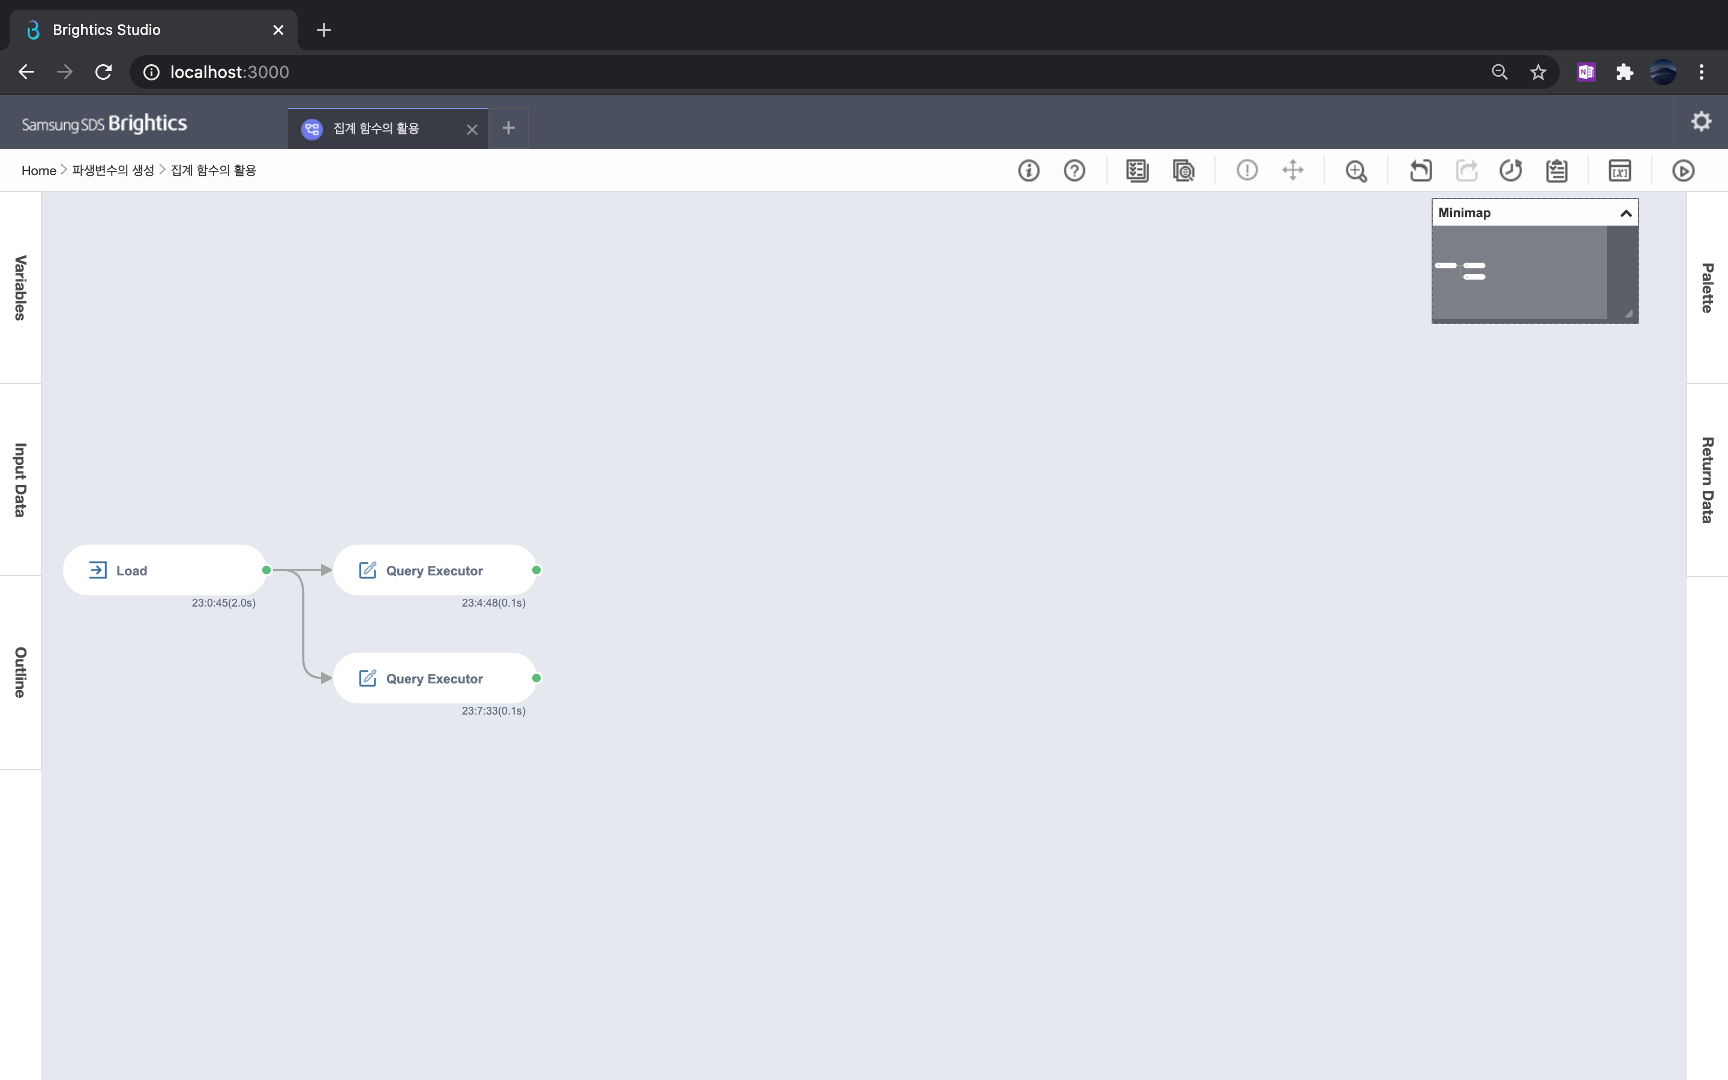 Brightics Studio
localhost:3000
Samsung SDS Brightics
집계 함수의 활용
Home > 파생변수의 생성 > 집계 함수의 활용
Minimap
Variables
Input Data
Outline
Palette
Return Data
Load
23:0:45(2.0s)
Query Executor
23:4:48(0.1s)
Query Executor
23:7:33(0.1s)